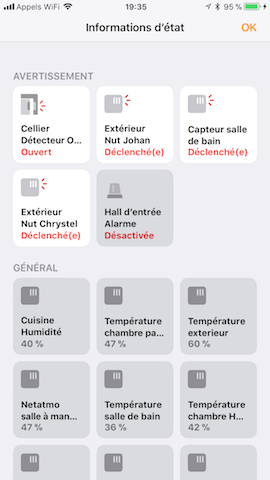 Appels WiFi
19:35
95 %
Informations d'état
OK
AVERTISSEMENT
Cellier
Détecteur O...
Ouvert
Extérieur
Nut Johan
Déclenché(e)
Capteur salle
de bain
Déclenché(e)
Extérieur
Nut Chrystel
Déclenché(e)
Hall d'entrée
Alarme
Désactivée
GÉNÉRAL
Cuisine
Humidité
40 %
Température
chambre pa...
47 %
Température
exterieur
60 %
Netatmo
salle à man...
47 %
Température
salle de bain
36 %
Température
chambre H...
42 %